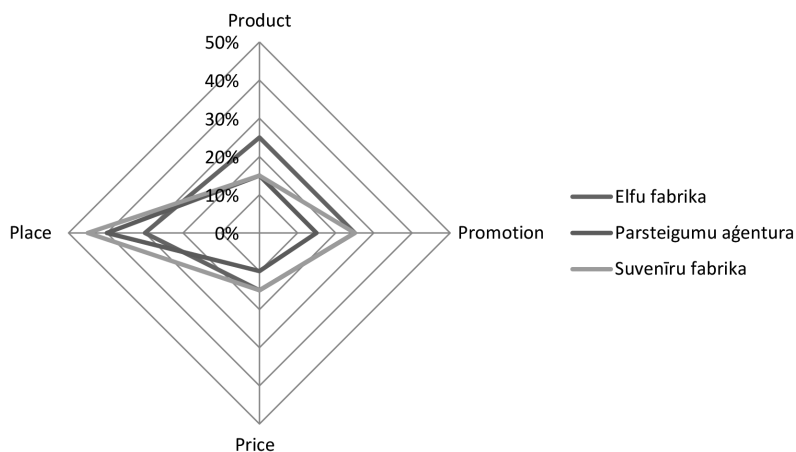 Product
50%
40%
30%
20%
10%
0%
Place
Promotion
Price
Elfu fabrika
Parsteigumu aģentura
Suvenīru fabrika